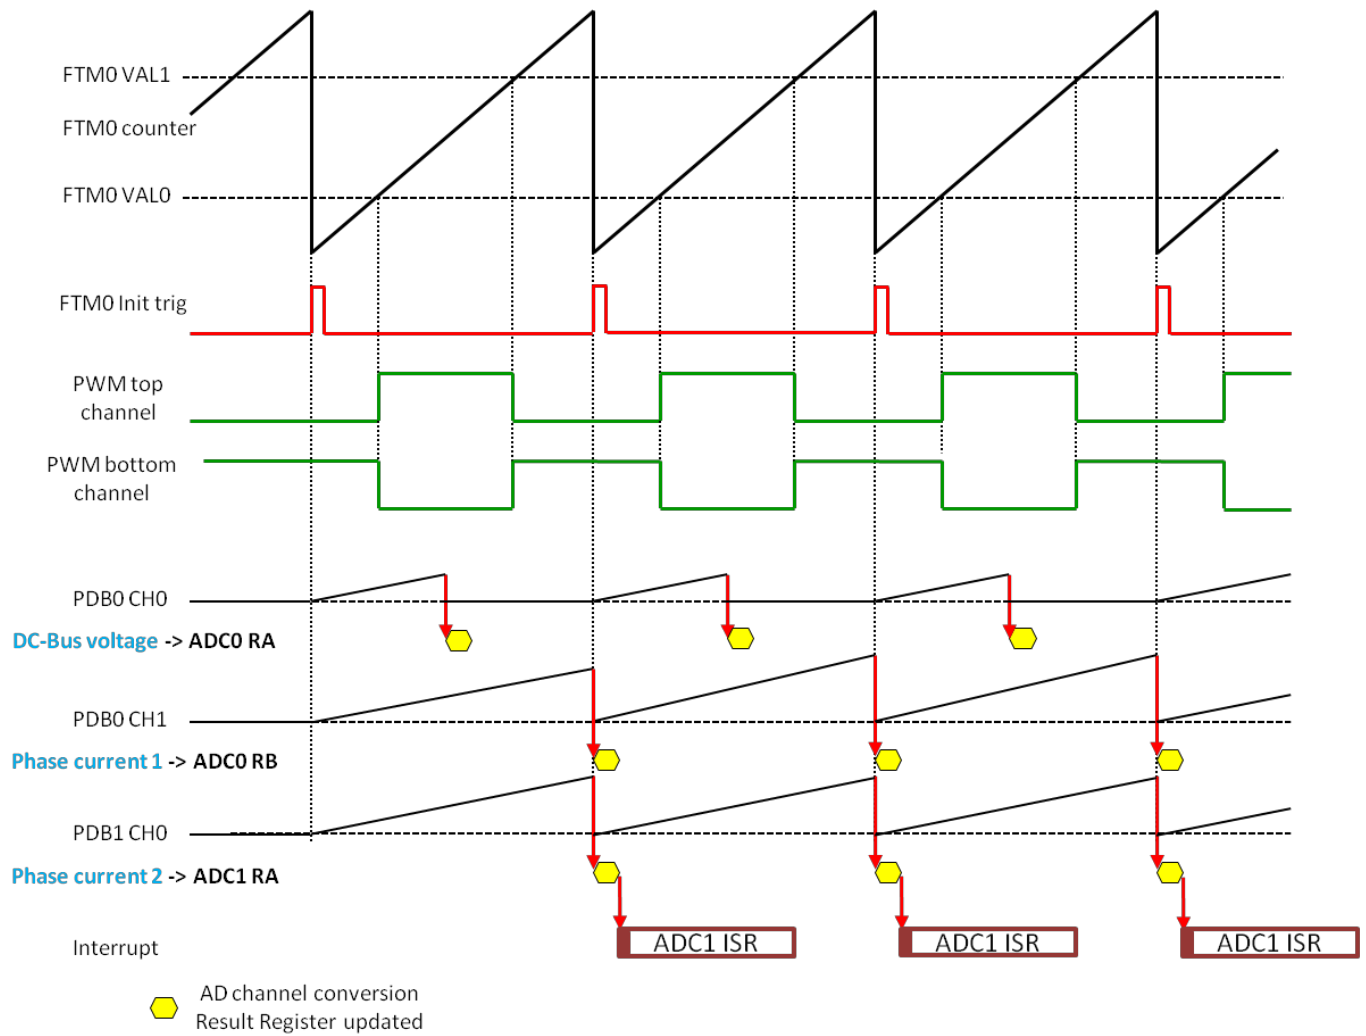 FTM0 VAL1
FTM0 counter
FTM0 VAL0
FTM0 Init trig
PWM top
channel
PWM bottom
channel
PDB0 CH0
DC-Bus voltage -> ADC0 RA
PDB0 CH1
Phase current 1 -> ADC0 RB
PDB1 CH0
Phase current 2 -> ADC1 RA
Interrupt
ADC1 ISR
ADC1 ISR
ADC1 ISR
AD channel conversion
Result Register updated